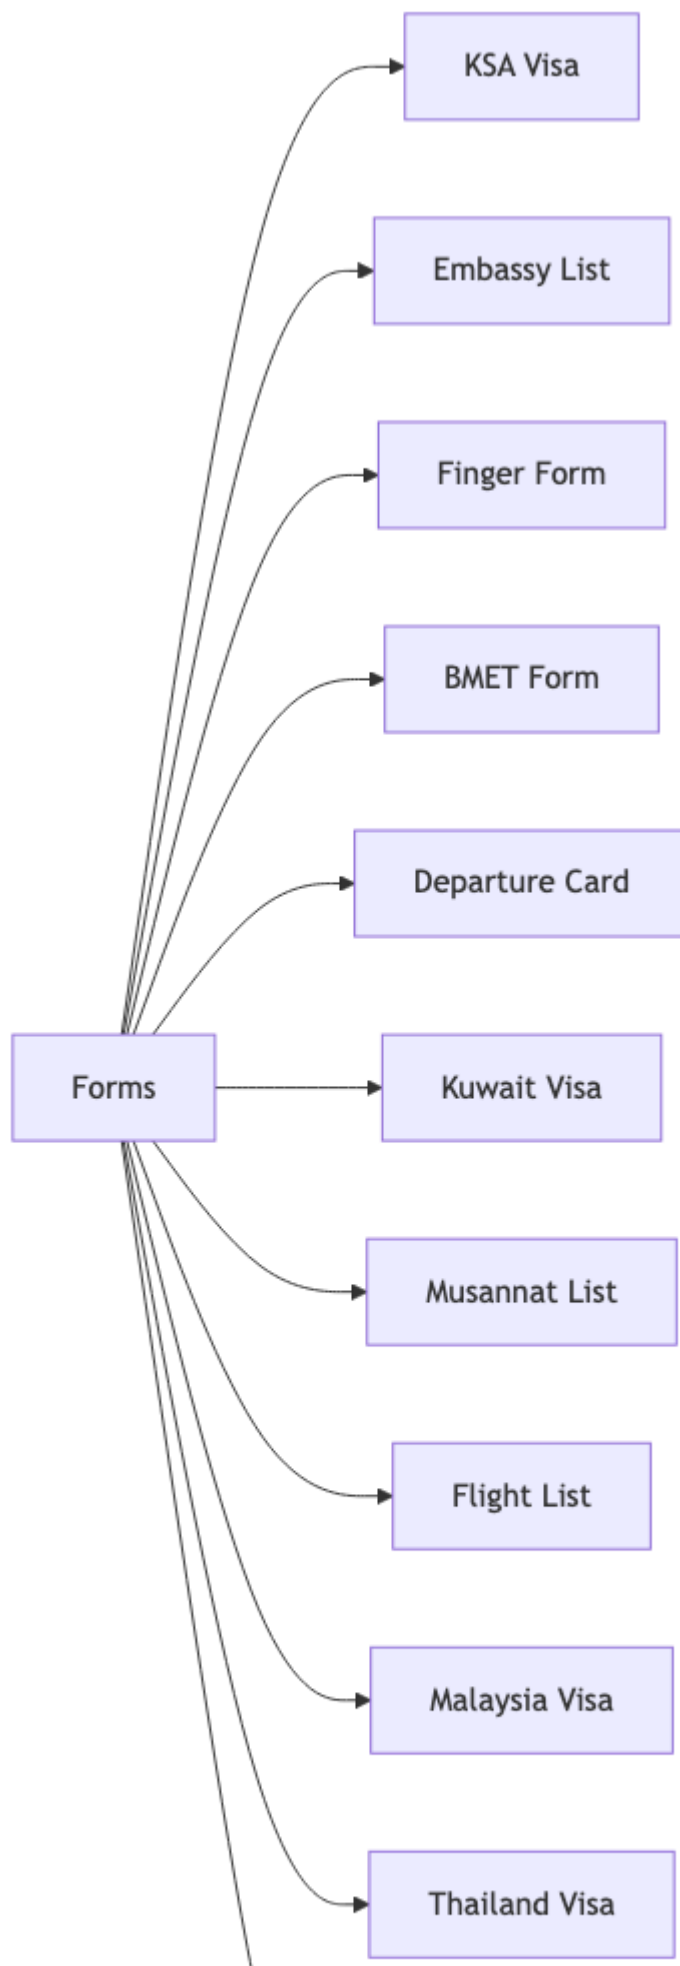 KSA Visa
Embassy List
Finger Form
BMET Form
Departure Card
Forms
Kuwait Visa
Musannat List
Flight List
Malaysia Visa
Thailand Visa